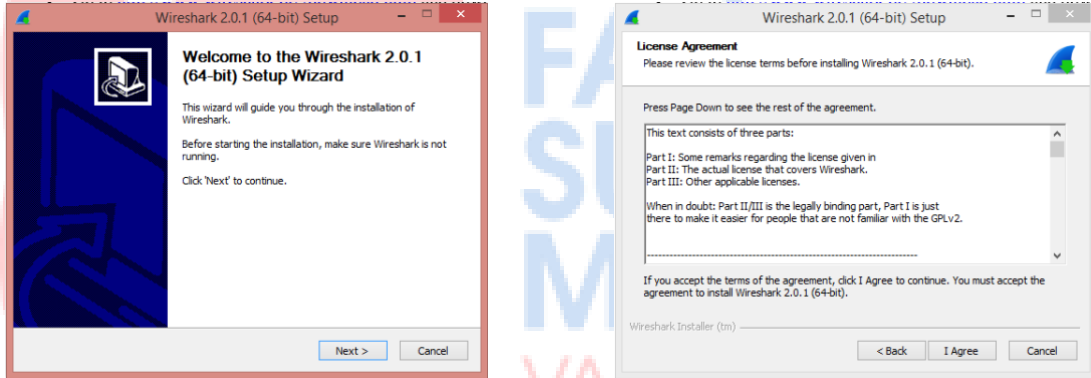 Wireshark 2.0.1 (64-bit) Setup
Welcome to the Wireshark 2.0.1
(64-bit) Setup Wizard
This wizard will guide you through the installation of
Wireshark.
Before starting the installation, make sure Wireshark is not
running.
Click 'Next' to continue.
Next >
Cancel
Wireshark 2.0.1 (64-bit) Setup
License Agreement
Please review the license terms before installing Wireshark 2.0.1 (64-bit).
Press Page Down to see the rest of the agreement.
This text consists of three parts:
Part I: Some remarks regarding the license given in
Part II: The actual license that covers Wireshark.
Part III: Other applicable licenses.
When in doubt: Part II/III is the legally binding part, Part I is just
there to make it easier for people that are not familiar with the GPLv2.
If you accept the terms of the agreement, click I Agree to continue. You must accept the
agreement to install Wireshark 2.0.1 (64-bit).
Wireshark Installer (tm)
< Back
I Agree
Cancel